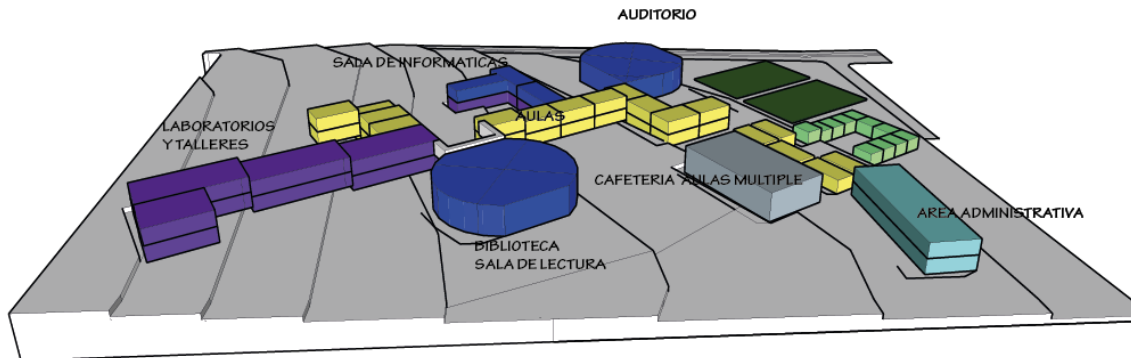 AUDITORIO
SALA DE INFORMATICAS
AULAS
LABORATORIOS
Y TALLERES
CAFETERIA AULAS MULTIPLE
AREA ADMINISTRATIVA
BIBLIOTECA
SALA DE LECTURA